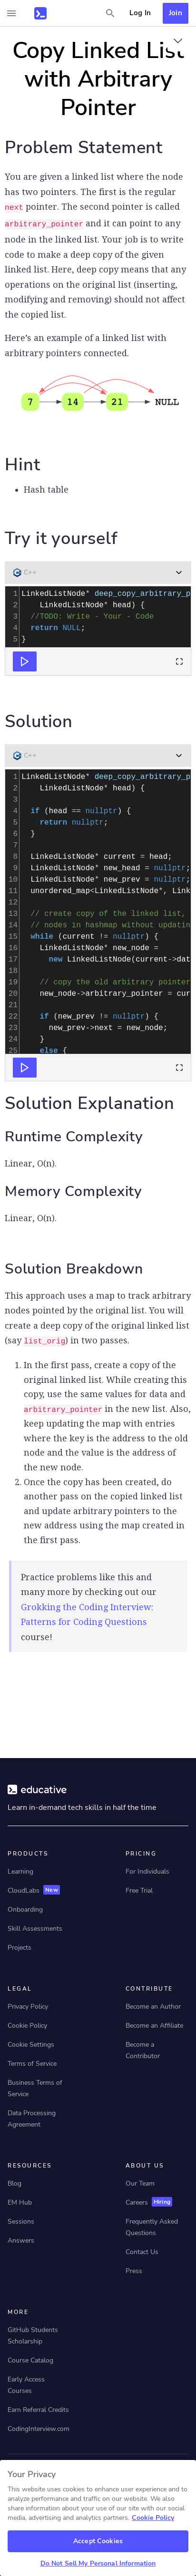 Log In
Join
Copy Linked List
with Arbitrary
Pointer
Problem Statement
You are given a linked list where the node
has two pointers. The first is the regular
next pointer. The second pointer is called
arbitrary_pointer and it can point to any
node in the linked list. Your job is to write
code to make a deep copy of the given
linked list. Here, deep copy means that any
operations on the original list (inserting,
modifying and removing) should not affect
the copied list.
Here’s an example of a linked list with
arbitrary pointers connected.
7 14 21 NULL
Hint
Hash table
Try it yourself
C++
1 LinkedListNode* deep_copy_arbitrary_p
2 LinkedListNode* head) {
3 //TODO: Write - Your - Code
4 return NULL;
5 }
Solution
C++
1 LinkedListNode* deep_copy_arbitrary_p
2 LinkedListNode* head) {
3
4 if (head == nullptr) {
5 return nullptr;
6 }
7
8 LinkedListNode* current = head;
9 LinkedListNode* new_head = nullptr;
10 LinkedListNode* new_prev = nullptr;
11 unordered_map<LinkedListNode*, Link
12
13 // create copy of the linked list,
14 // nodes in hashmap without updatin
15 while (current != nullptr) {
16 LinkedListNode* new_node =
17 new LinkedListNode(current->dat
18
19 // copy the old arbitrary pointer
20 new_node->arbitrary_pointer = cur
21
22 if (new_prev != nullptr) {
23 new_prev->next = new_node;
24 }
25 else {
Solution Explanation
Runtime Complexity
Linear, O(n).
Memory Complexity
Linear, O(n).
Solution Breakdown
This approach uses a map to track arbitrary
nodes pointed by the original list. You will
create a deep copy of the original linked list
(say list_orig) in two passes.
1. In the first pass, create a copy of the
original linked list. While creating this
copy, use the same values for data and
arbitrary_pointer in the new list. Also,
keep updating the map with entries
where the key is the address to the old
node and the value is the address of
the new node.
2. Once the copy has been created, do
another pass on the copied linked list
and update arbitrary pointers to the
new address using the map created in
the first pass.
Practice problems like this and
many more by checking out our
Grokking the Coding Interview:
Patterns for Coding Questions
course!
educative
Learn in-demand tech skills in half the time
PRODUCTS
Learning
CloudLabs New
Onboarding
Skill Assessments
Projects
PRICING
For Individuals
Free Trial
LEGAL
Privacy Policy
Cookie Policy
Cookie Settings
Terms of Service
Business Terms of
Service
Data Processing
Agreement
CONTRIBUTE
Become an Author
Become an Affiliate
Become a
Contributor
RESOURCES
Blog
EM Hub
Sessions
Answers
ABOUT US
Our Team
Careers Hiring
Frequently Asked
Questions
Contact Us
Press
MORE
GitHub Students
Scholarship
Course Catalog
Early Access
Courses
Earn Referral Credits
CodingInterview.com
Your Privacy
This website uses cookies to enhance user experience and to
analyze performance and traffic on our website. We also
share information about your use of our site with our social
media, advertising and analytics partners. Cookie Policy
Accept Cookies
Do Not Sell My Personal Information